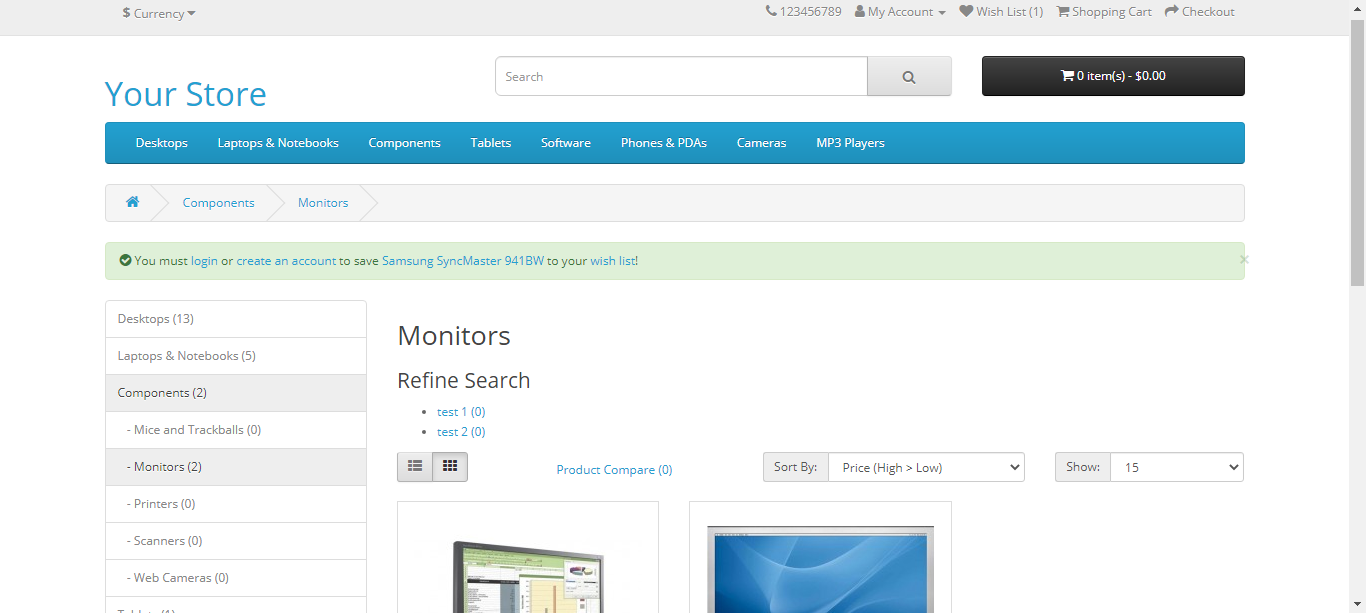 $ Currency
123456789 My Account Wish List (1) Shopping Cart Checkout
Your Store
Search
0 item(s) - $0.00
Desktops Laptops & Notebooks Components Tablets Software Phones & PDAs Cameras MP3 Players
Components Monitors
You must login or create an account to save Samsung SyncMaster 941BW to your wish list!
×
Desktops (13)
Laptops & Notebooks (5)
Components (2)
- Mice and Trackballs (0)
- Monitors (2)
- Printers (0)
- Scanners (0)
- Web Cameras (0)
Tablets (1)
Monitors
Refine Search
test 1 (0)
test 2 (0)
Product Compare (0)
Sort By: Price (High > Low)
Show: 15